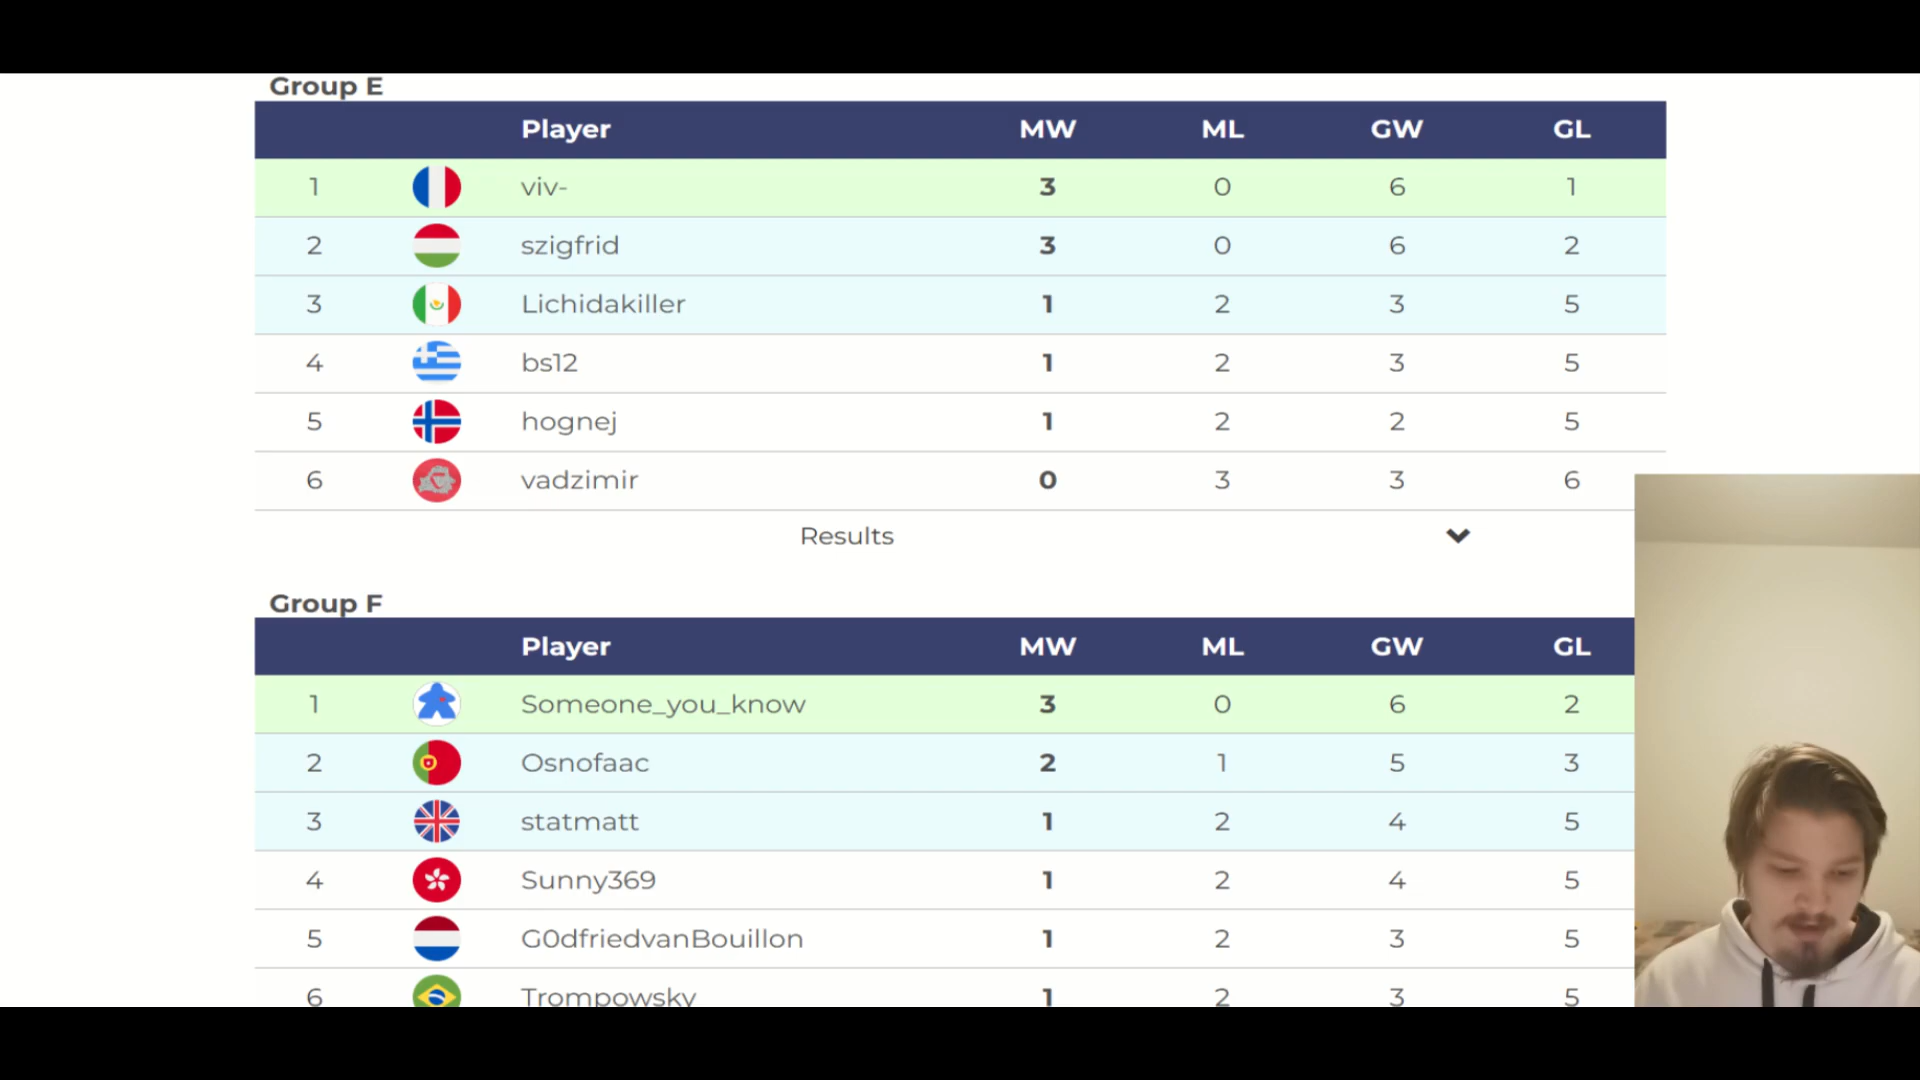 Group E
Player MW ML GW GL
1 viv- 3 0 6 1
2 szigfrid 3 0 6 2
3 Lichidakiller 1 2 3 5
4 bs12 1 2 3 5
5 hognej 1 2 2 5
6 vadzimir 0 3 3 6
Results
Group F
Player MW ML GW GL
1 Someone_you_know 3 0 6 2
2 Osnofaac 2 1 5 3
3 statmatt 1 2 4 5
4 Sunny369 1 2 4 5
5 G0dfriedvanBouillon 1 2 3 5
6 Trompowsky 1 2 3 5